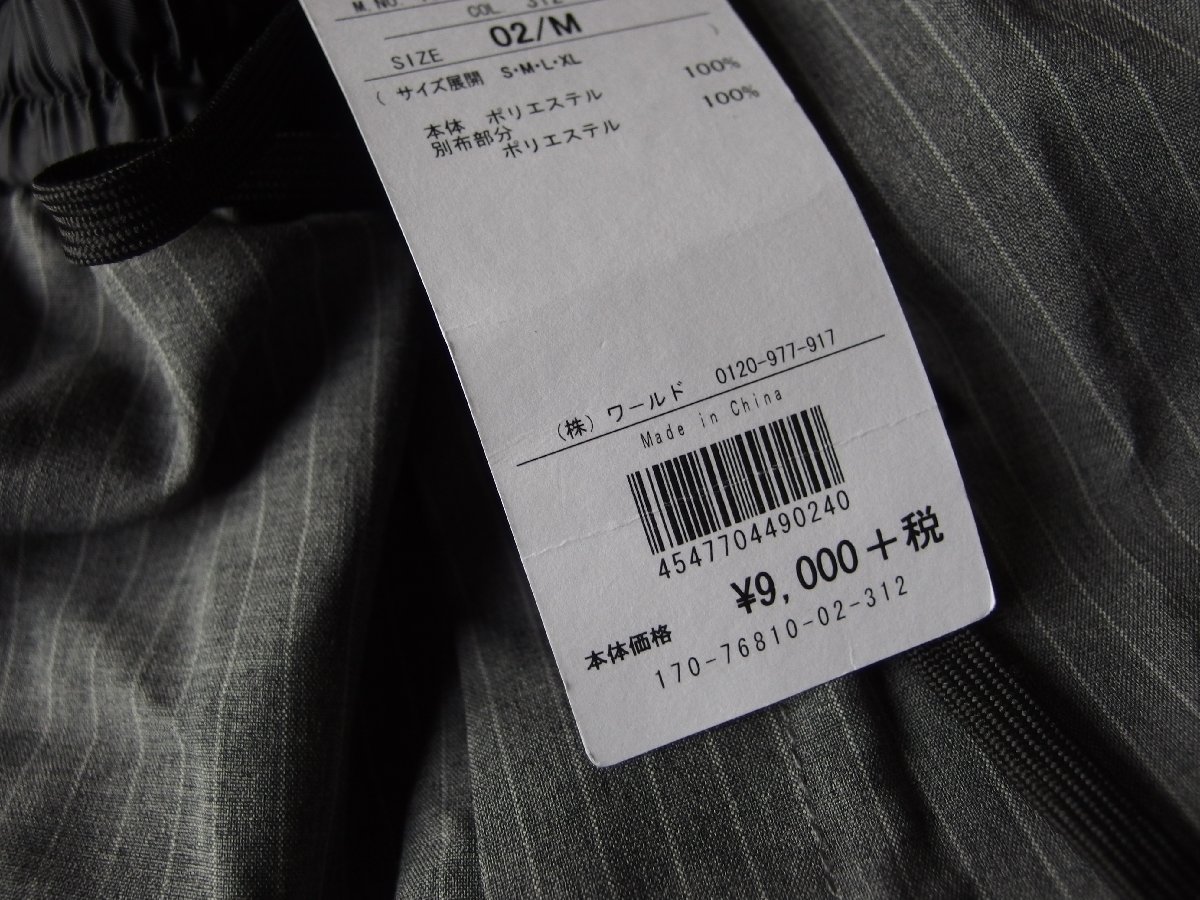 M.NO.
COL 312
SIZE 02/M
( サイズ展開 S・M・L・XL )
本体 ポリエステル 100%
別布部分
ポリエステル 100%
(株) ワールド 0120-977-917
Made in China
4547704490240
本体価格 ¥9,000+税
170-76810-02-312